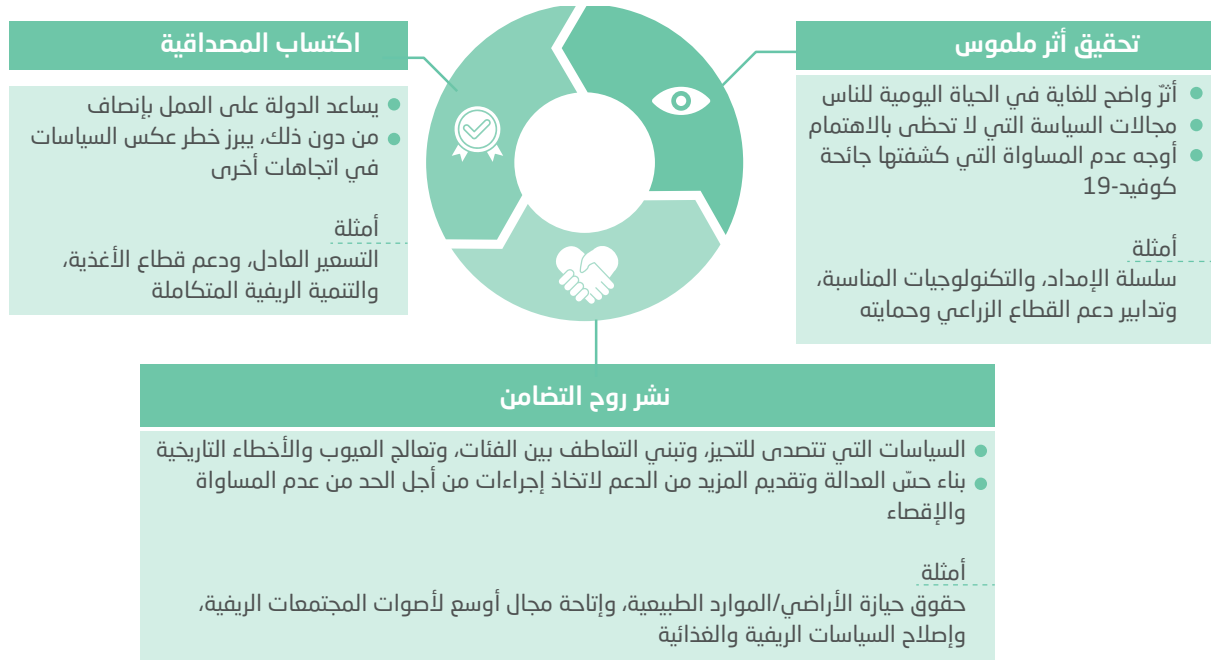 تحقيق أثر ملموس
أثرٌ واضح للغاية في الحياة اليومية للناس
مجالات السياسة التي لا تحظى بالاهتمام
أوجه عدم المساواة التي كشفتها جائحة
كوفيد-19
أمثلة
سلسلة الإمداد، والتكنولوجيات المناسبة،
وتدابير دعم القطاع الزراعي وحمايته
اكتساب المصداقية
يساعد الدولة على العمل بإنصاف
من دون ذلك، يبرز خطر عكس السياسات
في اتجاهات أخرى
أمثلة
التسعير العادل، ودعم قطاع الأغذية،
والتنمية الريفية المتكاملة
نشر روح التضامن
السياسات التي تتصدى للتحيز، وتبني التعاطف بين الفئات، وتعالج العيوب والأخطاء التاريخية
بناء حسّ العدالة وتقديم المزيد من الدعم لاتخاذ إجراءات من أجل الحد من عدم المساواة
والإقصاء
أمثلة
حقوق حيازة الأراضي/الموارد الطبيعية، وإتاحة مجال أوسع لأصوات المجتمعات الريفية،
وإصلاح السياسات الريفية والغذائية